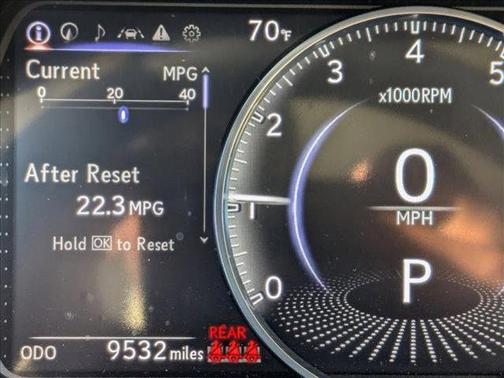 70°F
Current MPG
0 20 40
After Reset
22.3 MPG
Hold OK to Reset
ODO 9532 miles
REAR
0 1 2 3 4 5
x1000RPM
0
MPH
P